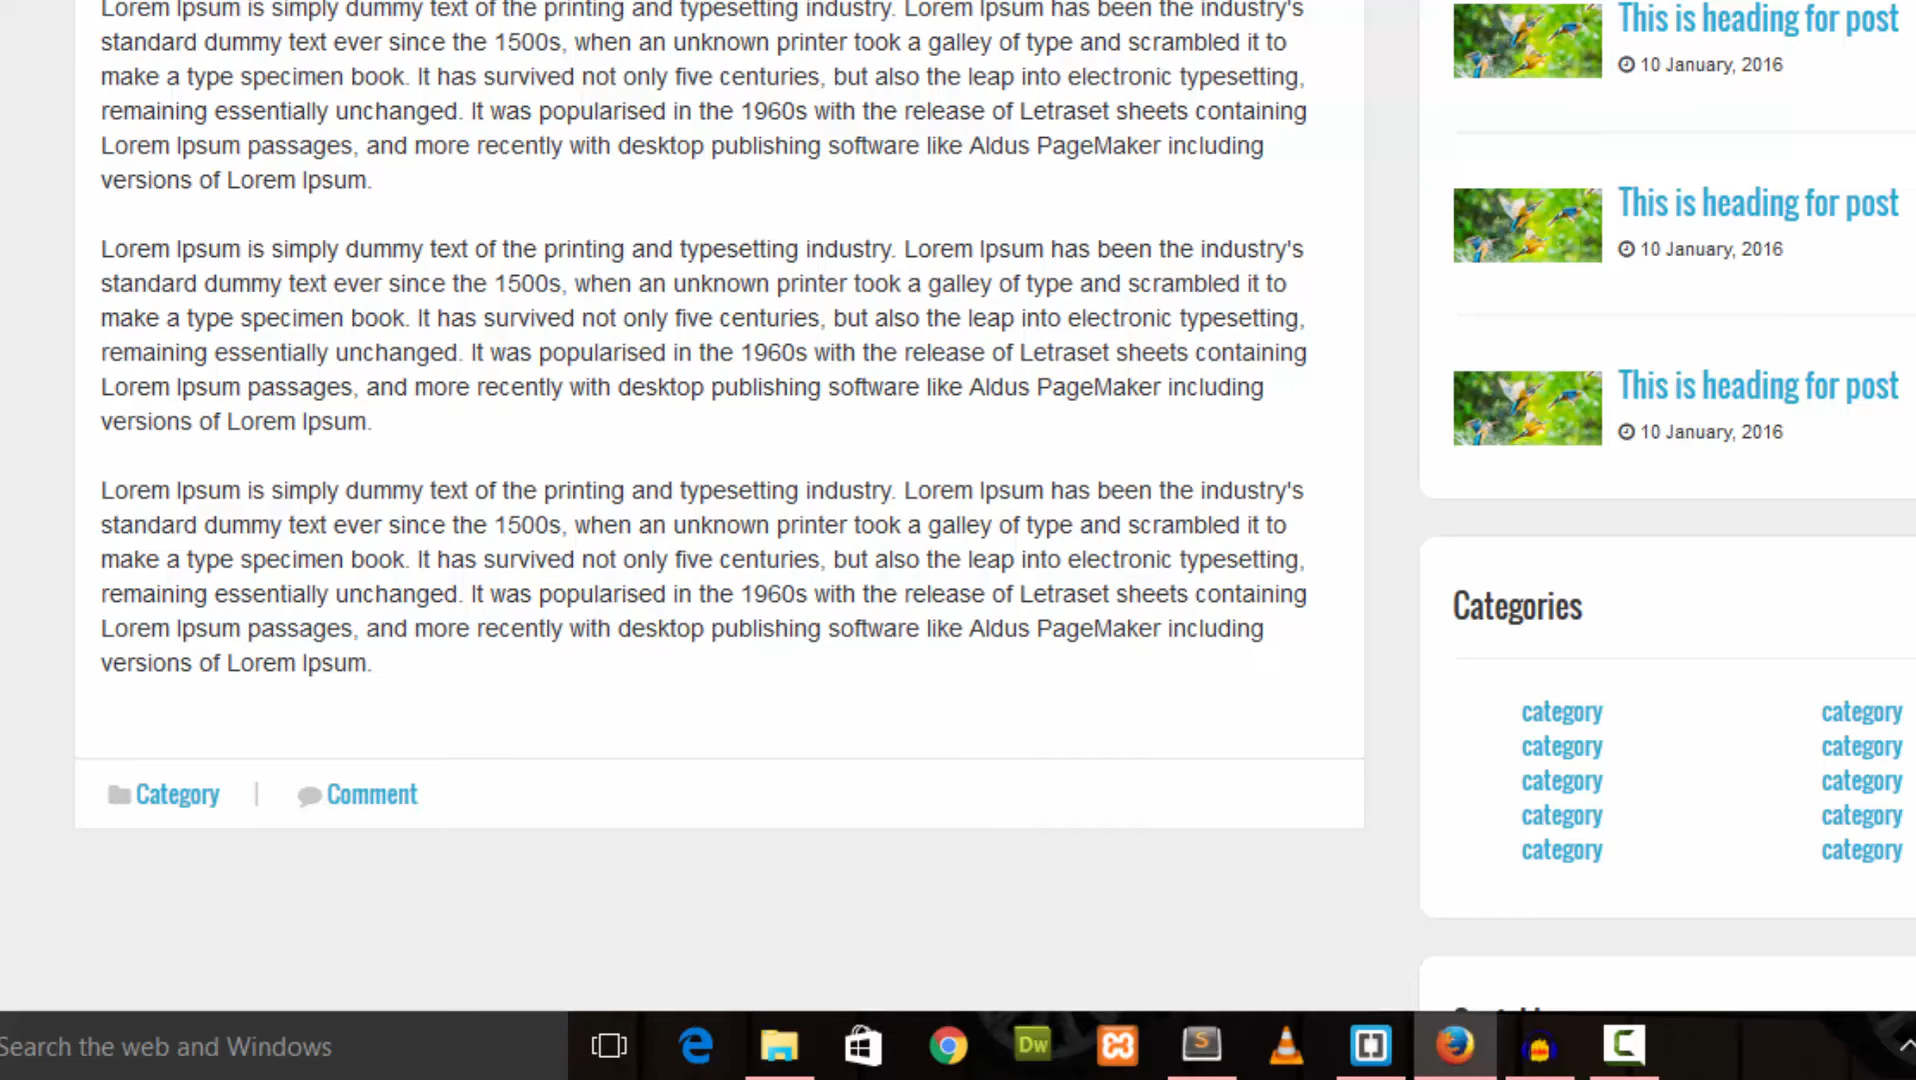 Lorem Ipsum is simply dummy text of the printing and typesetting industry. Lorem Ipsum has been the industry's
standard dummy text ever since the 1500s, when an unknown printer took a galley of type and scrambled it to
make a type specimen book. It has survived not only five centuries, but also the leap into electronic typesetting,
remaining essentially unchanged. It was popularised in the 1960s with the release of Letraset sheets containing
Lorem Ipsum passages, and more recently with desktop publishing software like Aldus PageMaker including
versions of Lorem Ipsum.
Lorem Ipsum is simply dummy text of the printing and typesetting industry. Lorem Ipsum has been the industry's
standard dummy text ever since the 1500s, when an unknown printer took a galley of type and scrambled it to
make a type specimen book. It has survived not only five centuries, but also the leap into electronic typesetting,
remaining essentially unchanged. It was popularised in the 1960s with the release of Letraset sheets containing
Lorem Ipsum passages, and more recently with desktop publishing software like Aldus PageMaker including
versions of Lorem Ipsum.
Lorem Ipsum is simply dummy text of the printing and typesetting industry. Lorem Ipsum has been the industry's
standard dummy text ever since the 1500s, when an unknown printer took a galley of type and scrambled it to
make a type specimen book. It has survived not only five centuries, but also the leap into electronic typesetting,
remaining essentially unchanged. It was popularised in the 1960s with the release of Letraset sheets containing
Lorem Ipsum passages, and more recently with desktop publishing software like Aldus PageMaker including
versions of Lorem Ipsum.
Category | Comment
This is heading for post
10 January, 2016
This is heading for post
10 January, 2016
This is heading for post
10 January, 2016
Categories
category category
category category
category category
category category
category category
Search the web and Windows
Dw
S